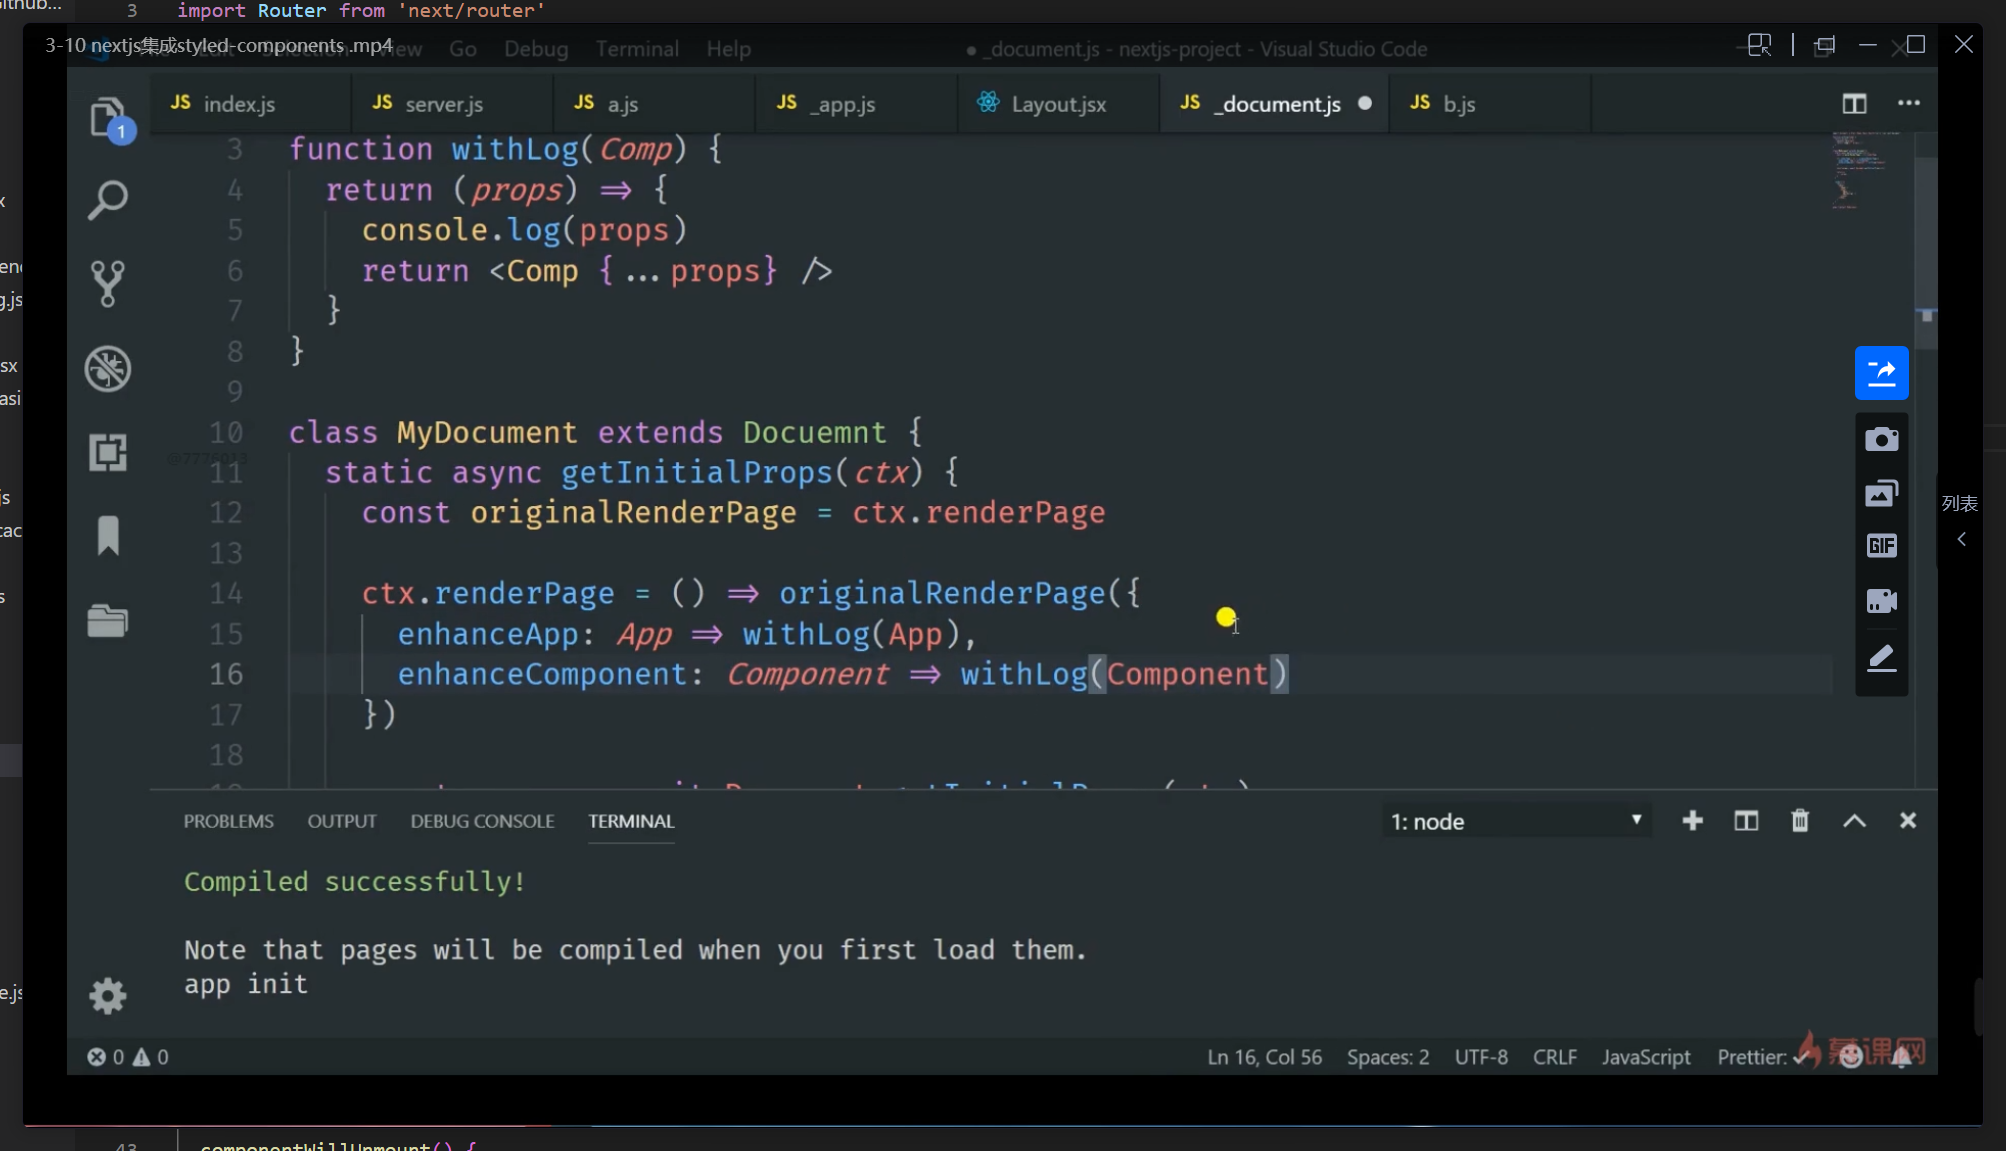 3 import Router from 'next/router'
3-10 nextjs集成styled-components .mp4
View Go Debug Terminal Help
● _document.js - nextjs-project - Visual Studio Code
JS index.js JS server.js JS a.js JS _app.js Layout.jsx JS _document.js ● JS b.js
1
3 function withLog(Comp) {
4 return (props) => {
5 console.log(props)
6 return <Comp {...props} />
7 }
8 }
9
10 class MyDocument extends Docuemnt {
11 static async getInitialProps(ctx) {
12 const originalRenderPage = ctx.renderPage
13
14 ctx.renderPage = () => originalRenderPage({
15 enhanceApp: App => withLog(App),
16 enhanceComponent: Component => withLog(Component)
17 })
18
GIF
列表
PROBLEMS OUTPUT DEBUG CONSOLE TERMINAL 1: node
Compiled successfully!
Note that pages will be compiled when you first load them.
app init
0 0 Ln 16, Col 56 Spaces: 2 UTF-8 CRLF JavaScript Prettier: ✓
慕课网
43 componentWillUnmount() {